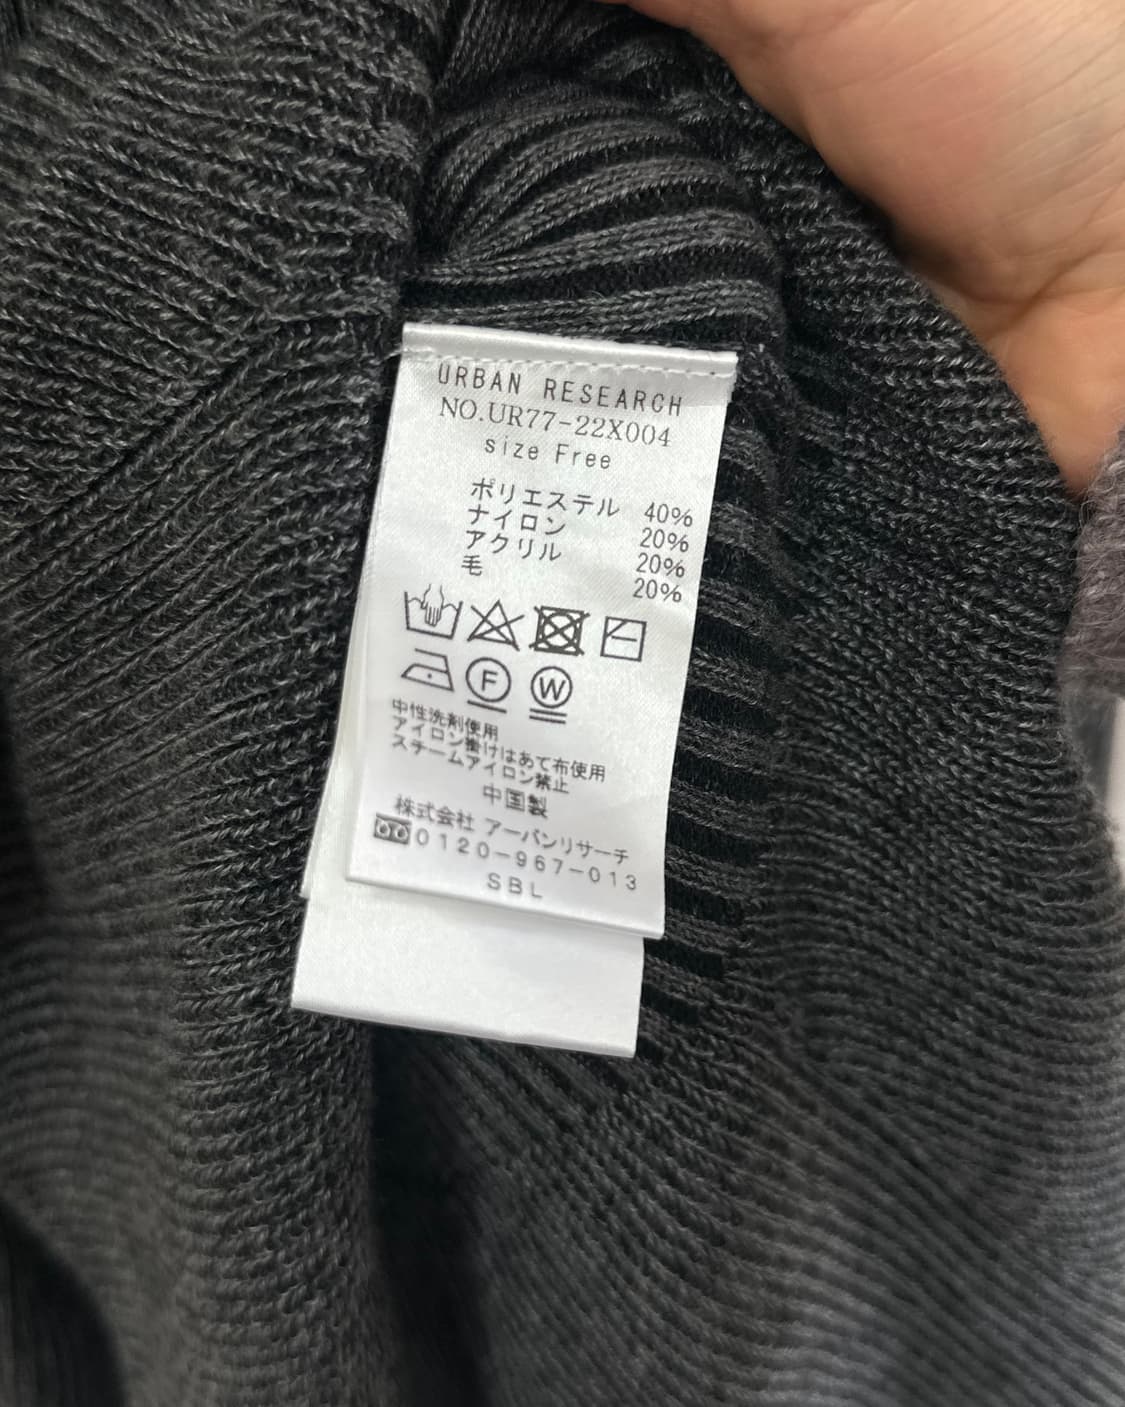 URBAN RESEARCH
NO.UR77-22X004
size Free
ポリエステル 40%
ナイロン 20%
アクリル 20%
毛 20%
F W
中性洗剤使用
アイロン掛けはあて布使用
スチームアイロン禁止
中国製
株式会社 アーバンリサーチ
0120-967-013
SBL